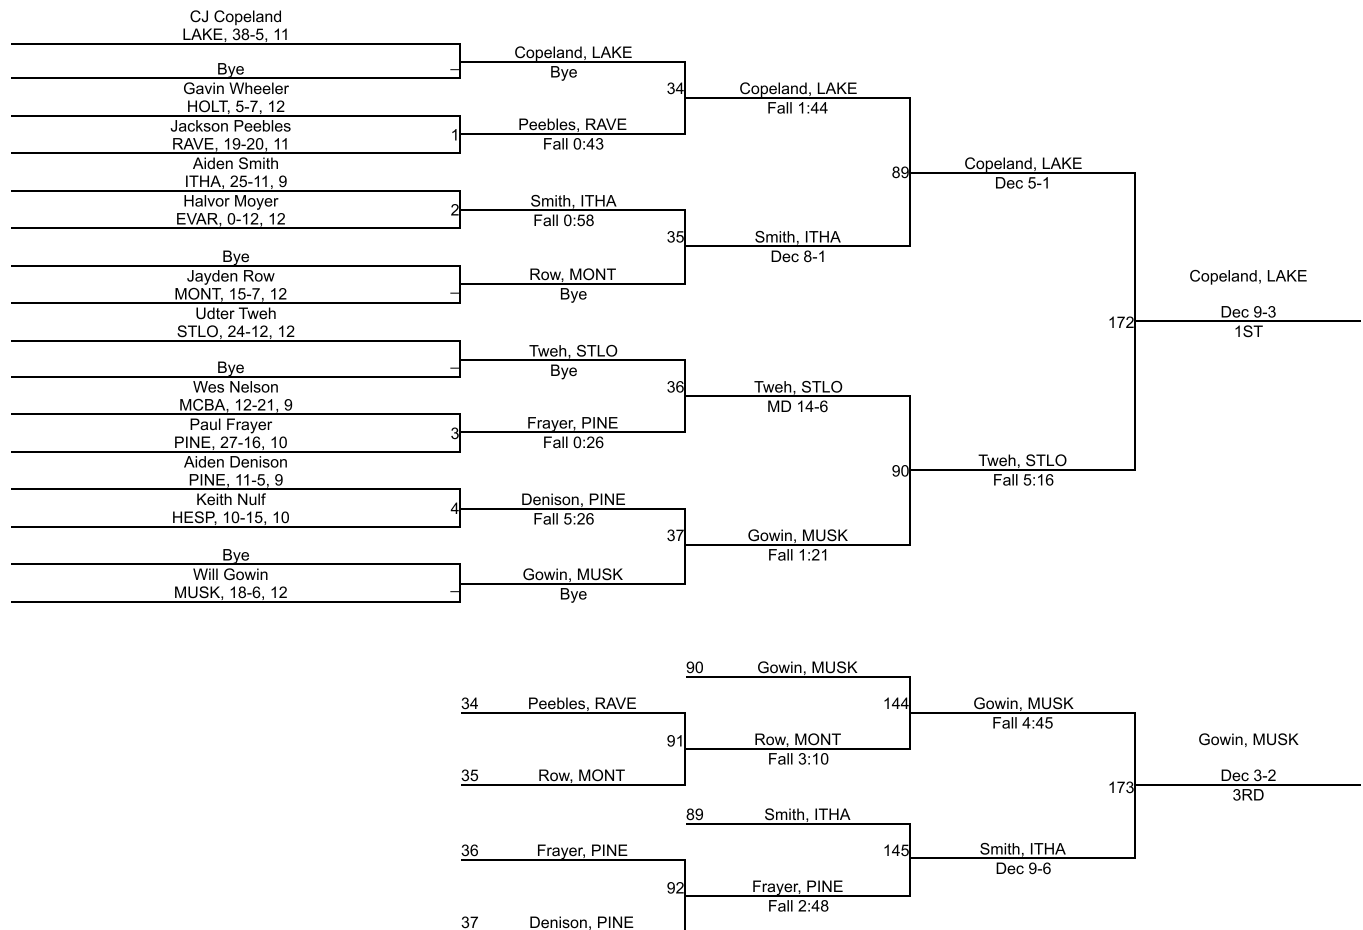 CJ Copeland
LAKE, 38-5, 11
Bye
Gavin Wheeler
HOLT, 5-7, 12
Jackson Peebles
RAVE, 19-20, 11
Aiden Smith
ITHA, 25-11, 9
Halvor Moyer
EVAR, 0-12, 12
Bye
Jayden Row
MONT, 15-7, 12
Udter Tweh
STLO, 24-12, 12
Bye
Wes Nelson
MCBA, 12-21, 9
Paul Frayer
PINE, 27-16, 10
Aiden Denison
PINE, 11-5, 9
Keith Nulf
HESP, 10-15, 10
Bye
Will Gowin
MUSK, 18-6, 12
–
1
2
–
–
3
4
–
Copeland, LAKE
Bye
Peebles, RAVE
Fall 0:43
Smith, ITHA
Fall 0:58
Row, MONT
Bye
Tweh, STLO
Bye
Frayer, PINE
Fall 0:26
Denison, PINE
Fall 5:26
Gowin, MUSK
Bye
34
35
36
37
Copeland, LAKE
Fall 1:44
Smith, ITHA
Dec 8-1
Tweh, STLO
MD 14-6
Gowin, MUSK
Fall 1:21
89
90
Copeland, LAKE
Dec 5-1
Tweh, STLO
Fall 5:16
172
Copeland, LAKE
Dec 9-3
1ST
34 Peebles, RAVE
35 Row, MONT
36 Frayer, PINE
37 Denison, PINE
91
92
90 Gowin, MUSK
Row, MONT
Fall 3:10
89 Smith, ITHA
Frayer, PINE
Fall 2:48
144
145
Gowin, MUSK
Fall 4:45
Smith, ITHA
Dec 9-6
173
Gowin, MUSK
Dec 3-2
3RD